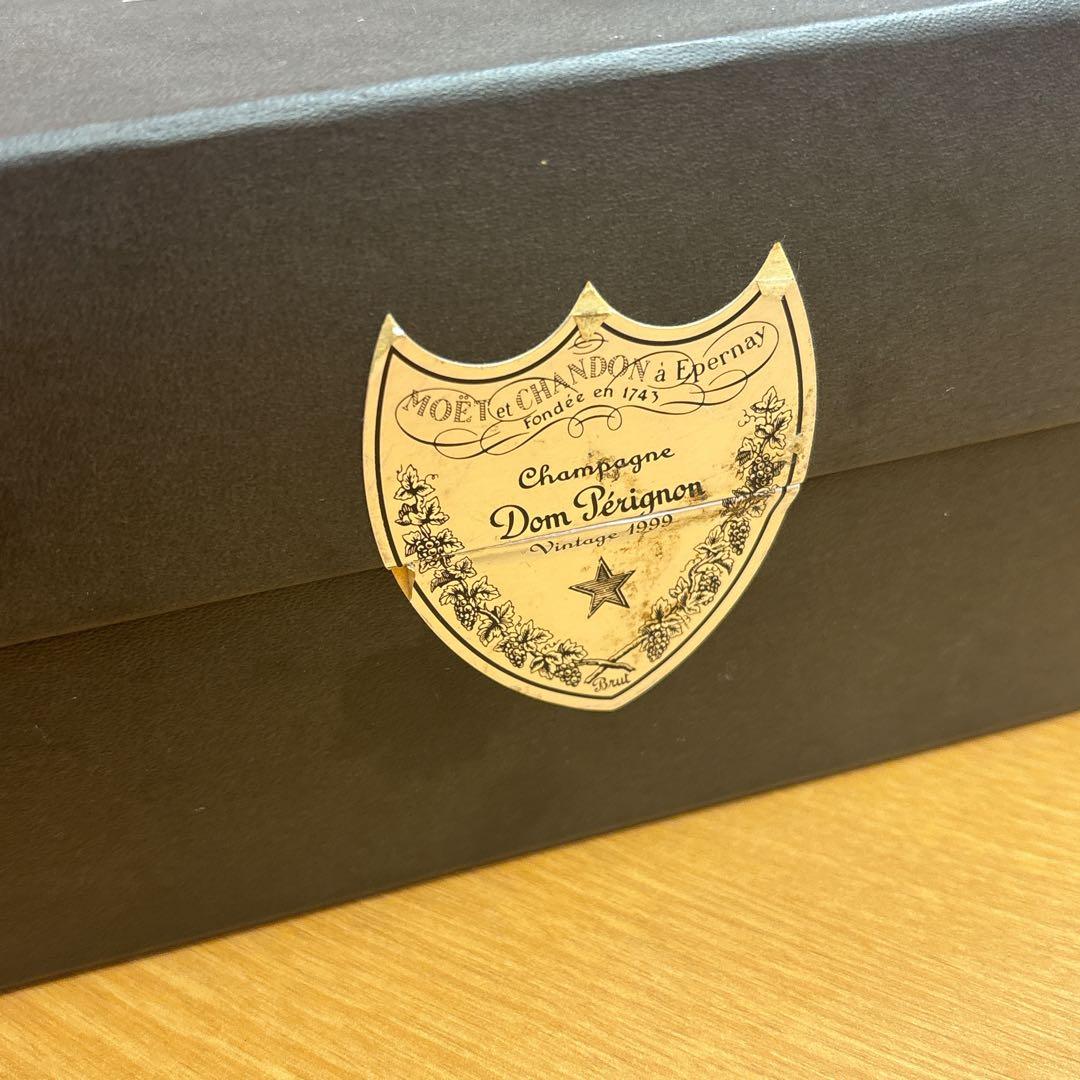 MOËT et CHANDON à Epernay
Fondée en 1743
Champagne
Dom Pérignon
Vintage 1999
Brut